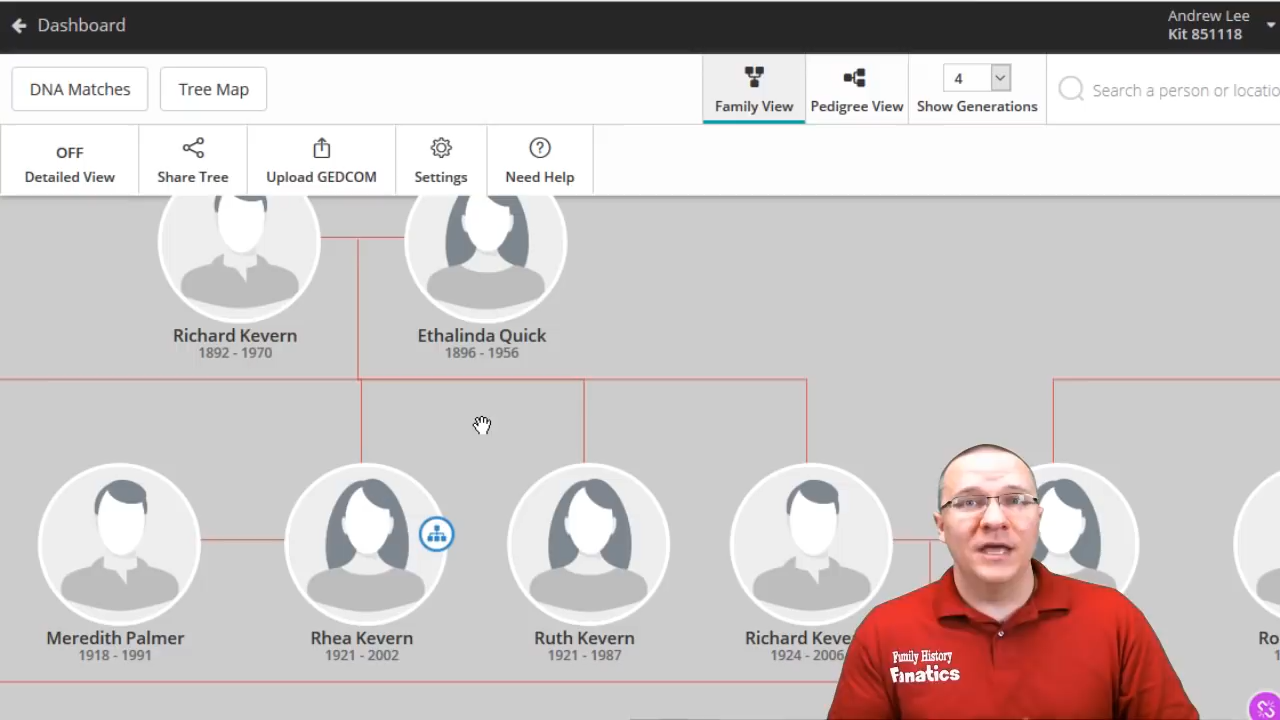 Dashboard
Andrew Lee
Kit 851118
DNA Matches
Tree Map
Family View
Pedigree View
4
Show Generations
Search a person or locatio
OFF
Detailed View
Share Tree
Upload GEDCOM
Settings
Need Help
Richard Kevern
1892 - 1970
Ethalinda Quick
1896 - 1956
Meredith Palmer
1918 - 1991
Rhea Kevern
1921 - 2002
Ruth Kevern
1921 - 1987
Richard Keve
1924 - 2006
Ro
1
Family History
Fanatics